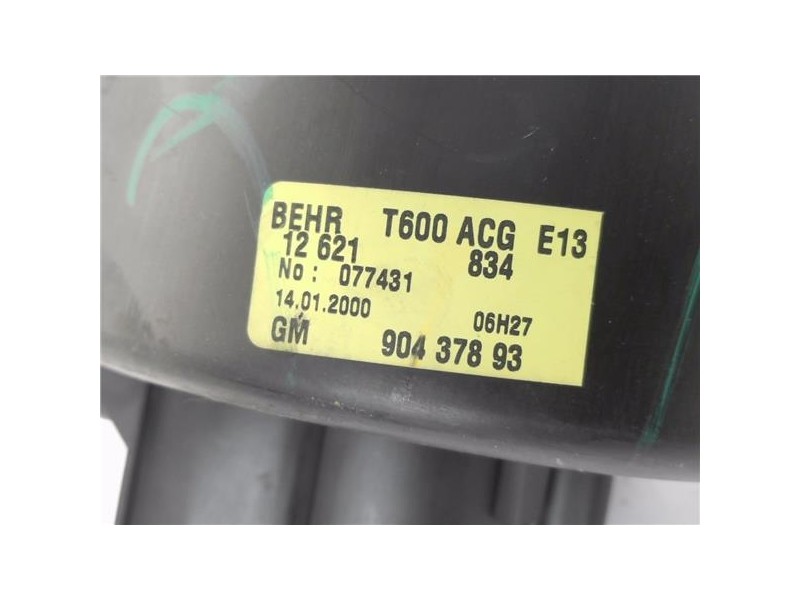 BEHR T600 ACG E13
12 621 834
No: 077431
14.01.2000 06H27
GM 904 378 93